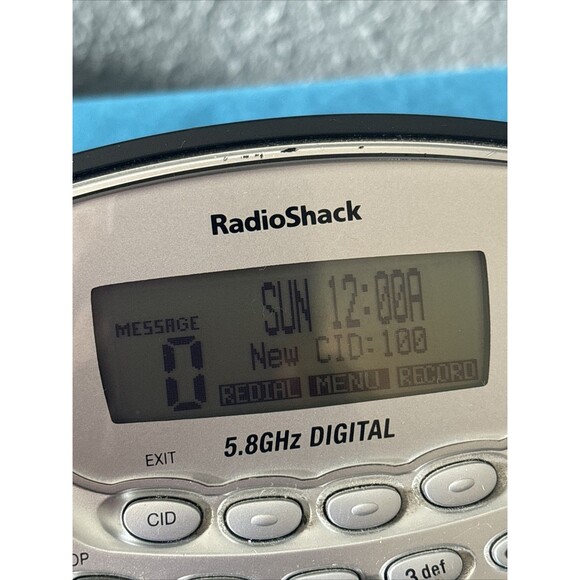 RadioShack
SUN 12:00A
MESSAGE
0
New CID:100
REDIAL MENU RECORD
5.8GHz DIGITAL
EXIT
CID
OP
3 def